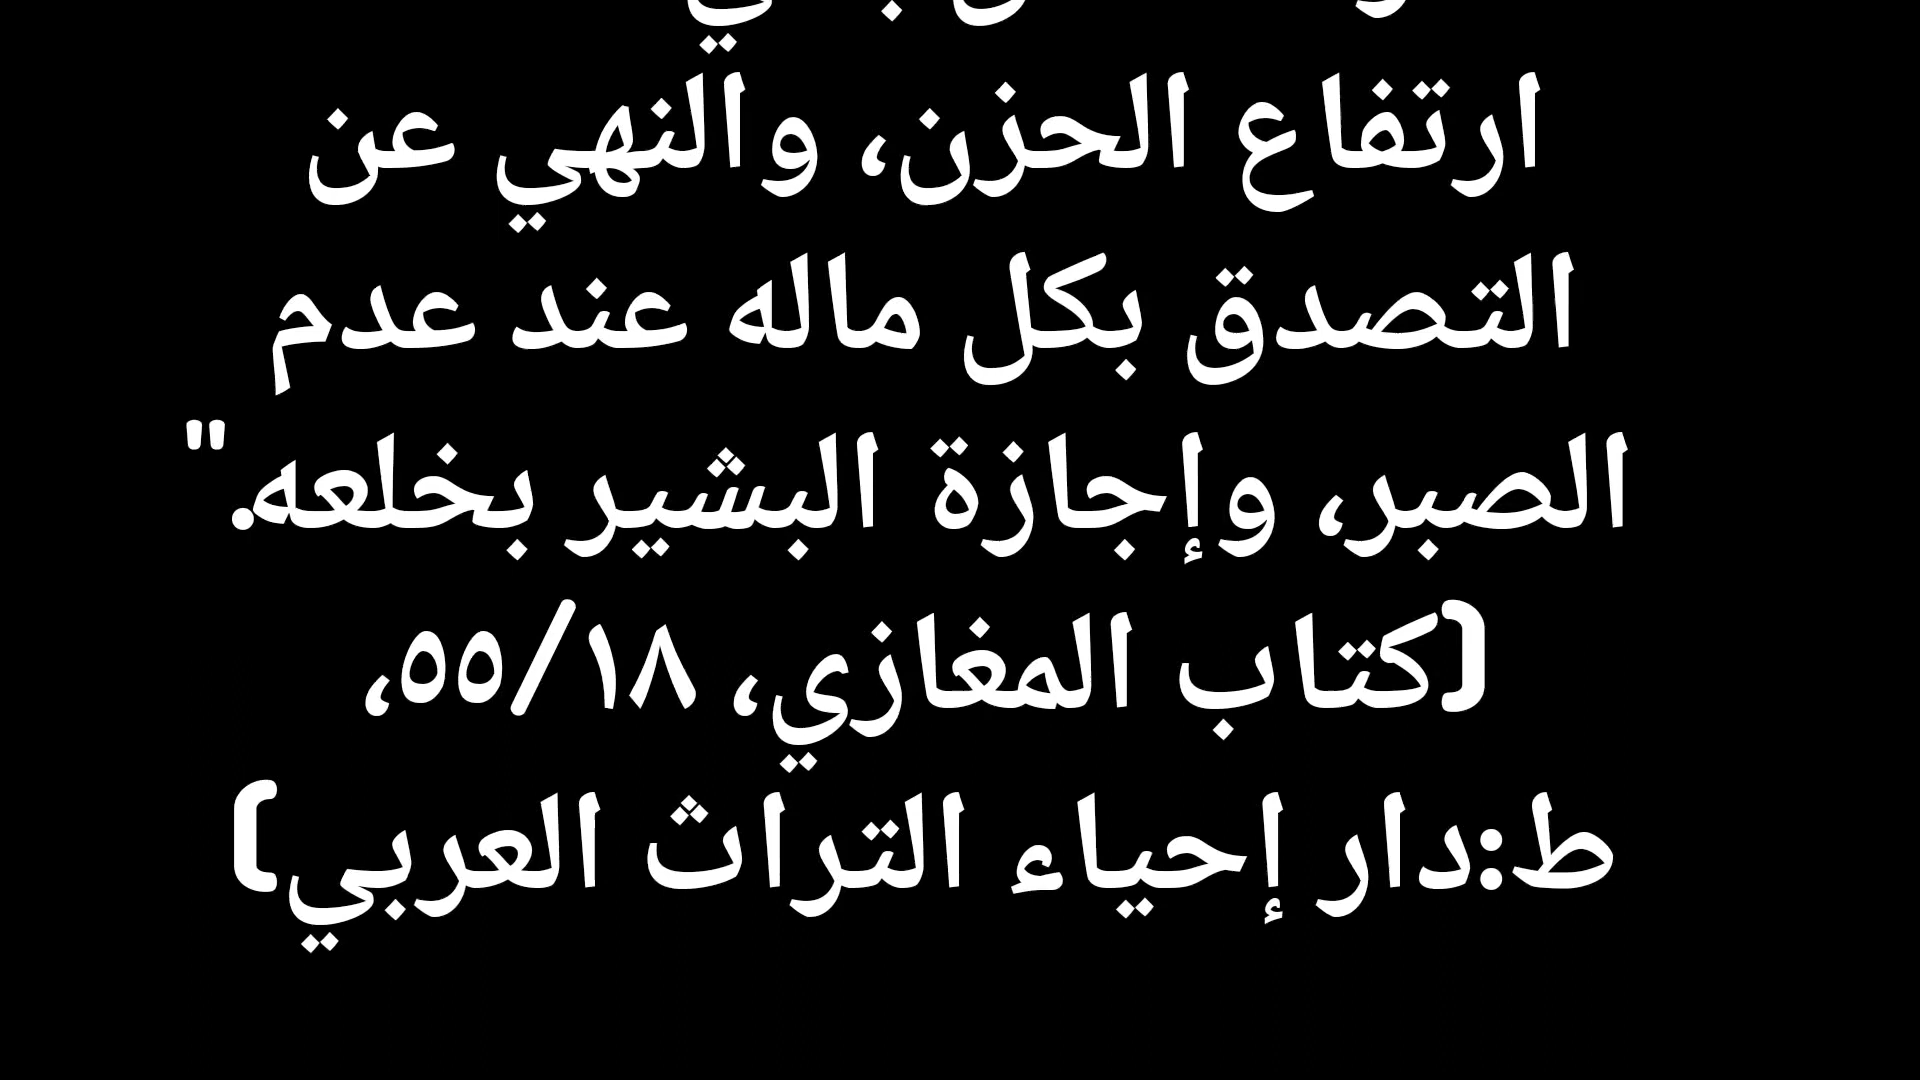 ارتفاع الحزن، والنهي عن
التصدق بكل ماله عند عدم
الصبر، وإجازة البشير بخلعه."
(كتاب المغازي، ١٨/٥٥،
ط:دار إحياء التراث العربي)